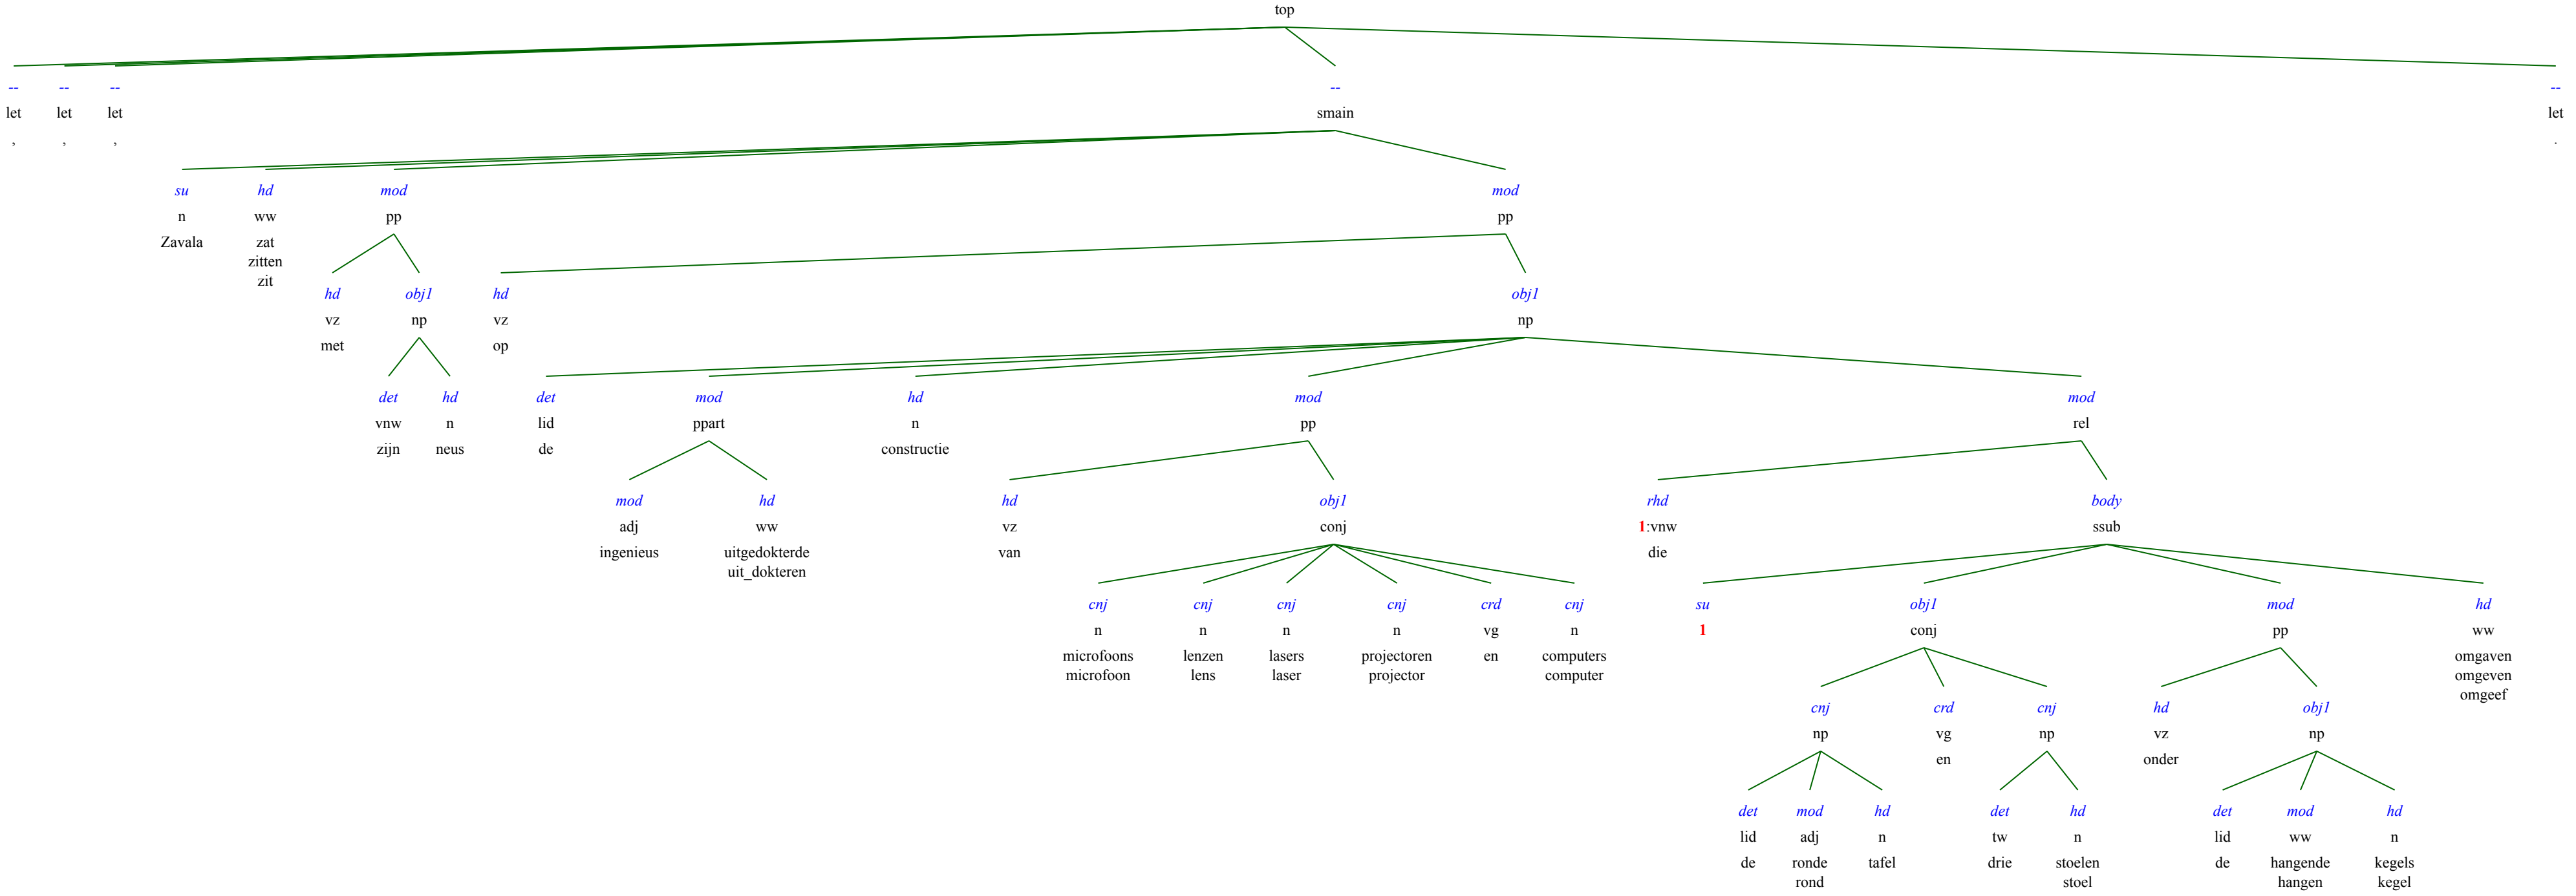 top
-- -- -- -- --
let let let smain let
, , , .
su hd mod mod
n ww pp pp
Zavala zat
zitten
zit
hd obj1 hd obj1
vz np vz np
met op
det hd det mod hd mod mod
vnw n lid ppart n pp rel
zijn neus de constructie
mod hd hd obj1 rhd body
adj ww vz conj 1:vnw ssub
ingenieus uitgedokterde van die
uit_dokteren
cnj cnj cnj cnj crd cnj su obj1 mod hd
n n n n vg n 1 conj pp ww
microfoons lenzen lasers projectoren en computers omgaven
microfoon lens laser projector computer omgeven
omgeef
cnj crd cnj hd obj1
np vg np vz np
en onder
det mod hd det hd det mod hd
lid adj n tw n lid ww n
de ronde tafel drie stoelen de hangende kegels
rond stoel hangen kegel